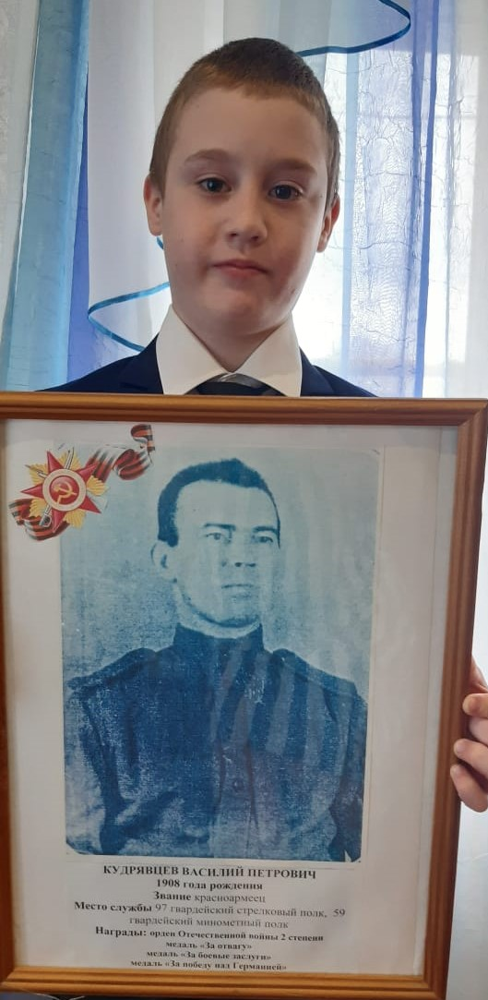 КУДРЯВЦЕВ ВАСИЛИЙ ПЕТРОВИЧ
1908 года рождения
Звание красноармеец
Место службы 97 гвардейский стрелковый полк, 59
гвардейский минометный полк
Награды: орден Отечественной войны 2 степени
медаль «За отвагу»
медаль «За боевые заслуги»
медаль «За победу над Германией»